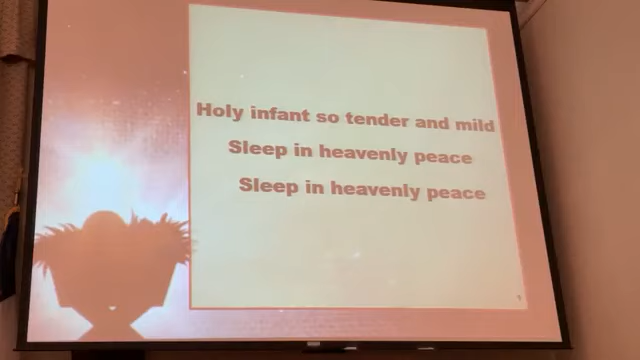 Holy infant so tender and mild
Sleep in heavenly peace
Sleep in heavenly peace